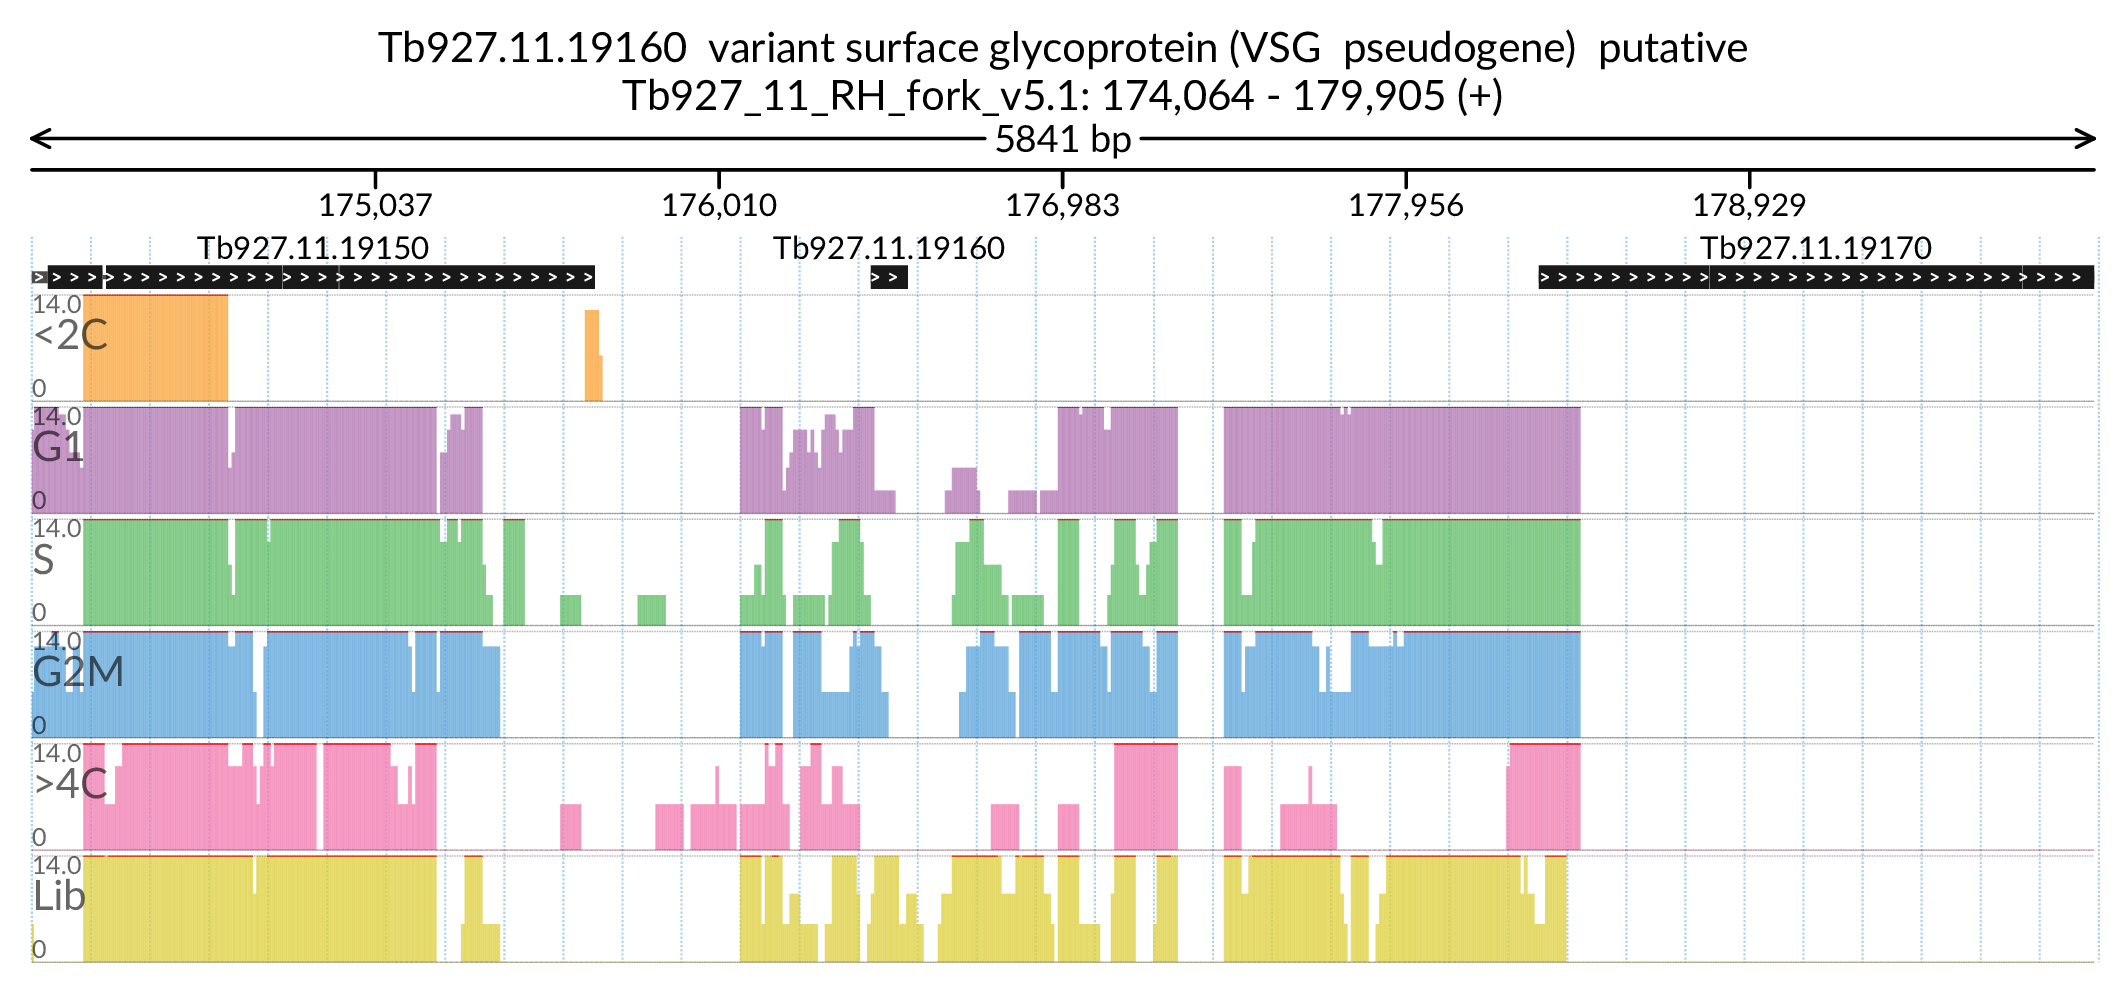 Tb927.11.19160 variant surface glycoprotein (VSG pseudogene) putative
Tb927_11_RH_fork_v5.1: 174,064 - 179,905 (+)
5841 bp
175,037 176,010 176,983 177,956 178,929
Tb927.11.19150 Tb927.11.19160 Tb927.11.19170
14.0
<2C
0
14.0
G1
0
14.0
S
0
14.0
G2M
0
14.0
>4C
0
14.0
Lib
0